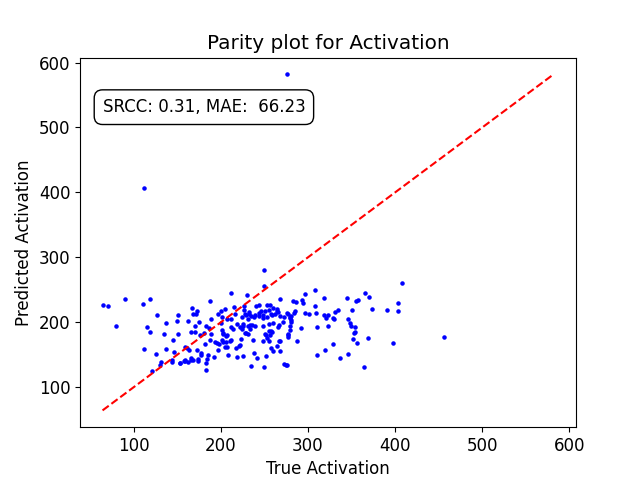 Parity plot for Activation
SRCC: 0.31, MAE:  66.23
Predicted Activation
600
500
400
300
200
100
100 200 300 400 500 600
True Activation